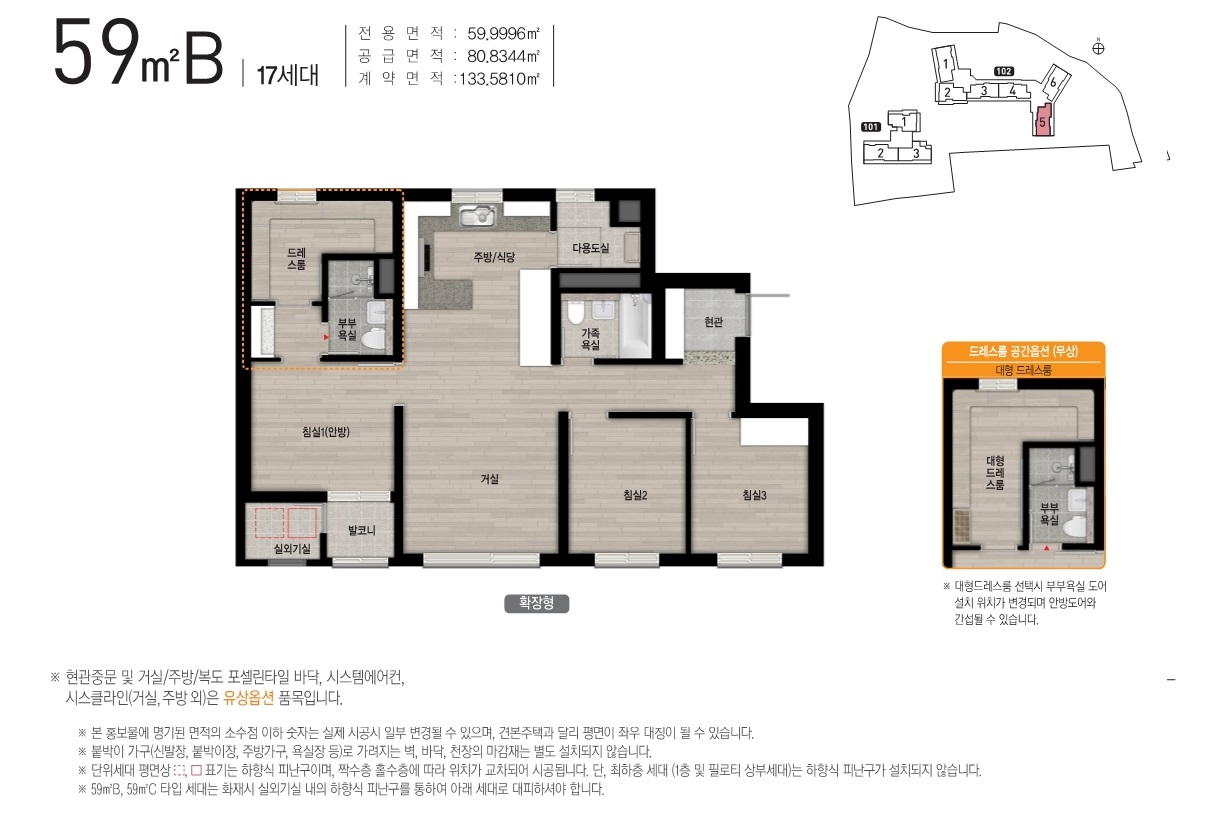 59㎡B | 17세대
전 용 면 적 : 59.9996㎡
공 급 면 적 : 80.8344㎡
계 약 면 적 :133.5810㎡
N
102
1
2
3
4
5
6
101
1
2
3
드레
스룸
부부
욕실
주방/식당
다용도실
가족
욕실
현관
침실1(안방)
거실
침실2
침실3
실외기실
발코니
확장형
드레스룸 공간옵션 (무상)
대형 드레스룸
대형
드레
스룸
부부
욕실
※ 대형드레스룸 선택시 부부욕실 도어
설치 위치가 변경되며 안방도어와
간섭될 수 있습니다.
※ 현관중문 및 거실/주방/복도 포셀린타일 바닥, 시스템에어컨,
시스클라인(거실, 주방 외)은 유상옵션 품목입니다.
※ 본 홍보물에 명기된 면적의 소수점 이하 숫자는 실제 시공시 일부 변경될 수 있으며, 견본주택과 달리 평면이 좌우 대칭이 될 수 있습니다.
※ 붙박이 가구(신발장, 붙박이장, 주방가구, 욕실장 등)로 가려지는 벽, 바닥, 천장의 마감재는 별도 설치되지 않습니다.
※ 단위세대 평면상 , 표기는 하향식 피난구이며, 짝수층 홀수층에 따라 위치가 교차되어 시공됩니다. 단, 최하층 세대 (1층 및 필로티 상부세대)는 하향식 피난구가 설치되지 않습니다.
※ 59㎡B, 59㎡C 타입 세대는 화재시 실외기실 내의 하향식 피난구를 통하여 아래 세대로 대피하셔야 합니다.